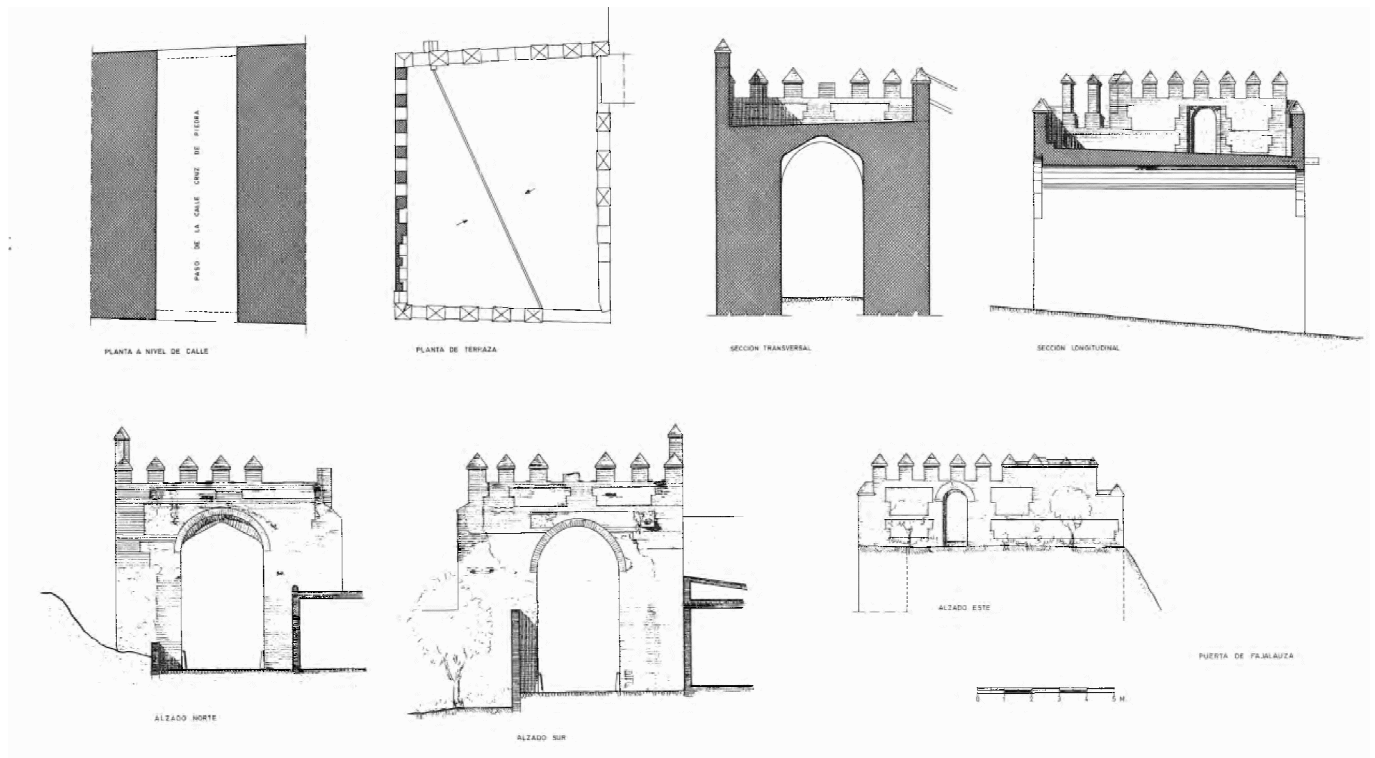 PASO DE LA CALLE CRUZ DE PIEDRA
PLANTA A NIVEL DE CALLE
PLANTA DE TERRAZA
SECCION TRANSVERSAL
SECCION LONGITUDINAL
ALZADO NORTE
ALZADO SUR
ALZADO ESTE
PUERTA DE FAJALAUZA
0 1 2 3 4 5 M.